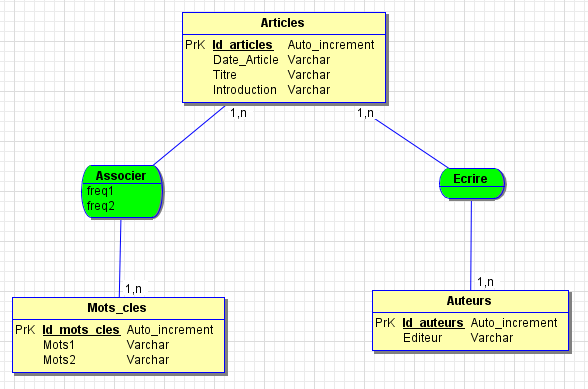 Articles
PrK Id_articles Auto_increment
Date_Article Varchar
Titre Varchar
Introduction Varchar
1,n 1,n
Associer
freq1
freq2
Ecrire
1,n
1,n
Mots_cles
PrK Id_mots_cles Auto_increment
Mots1 Varchar
Mots2 Varchar
Auteurs
PrK Id_auteurs Auto_increment
Editeur Varchar